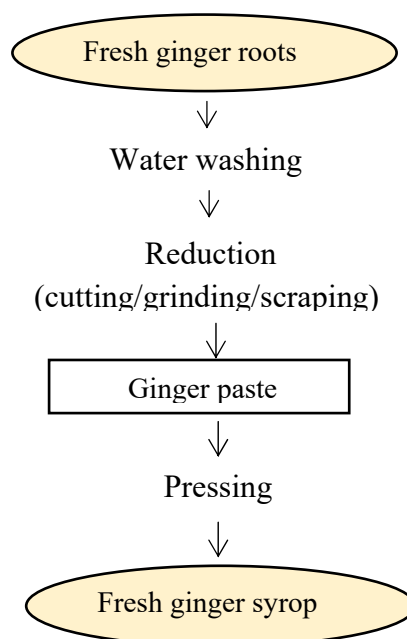 Fresh ginger roots
Water washing
Reduction
(cutting/grinding/scraping)
Ginger paste
Pressing
Fresh ginger syrop